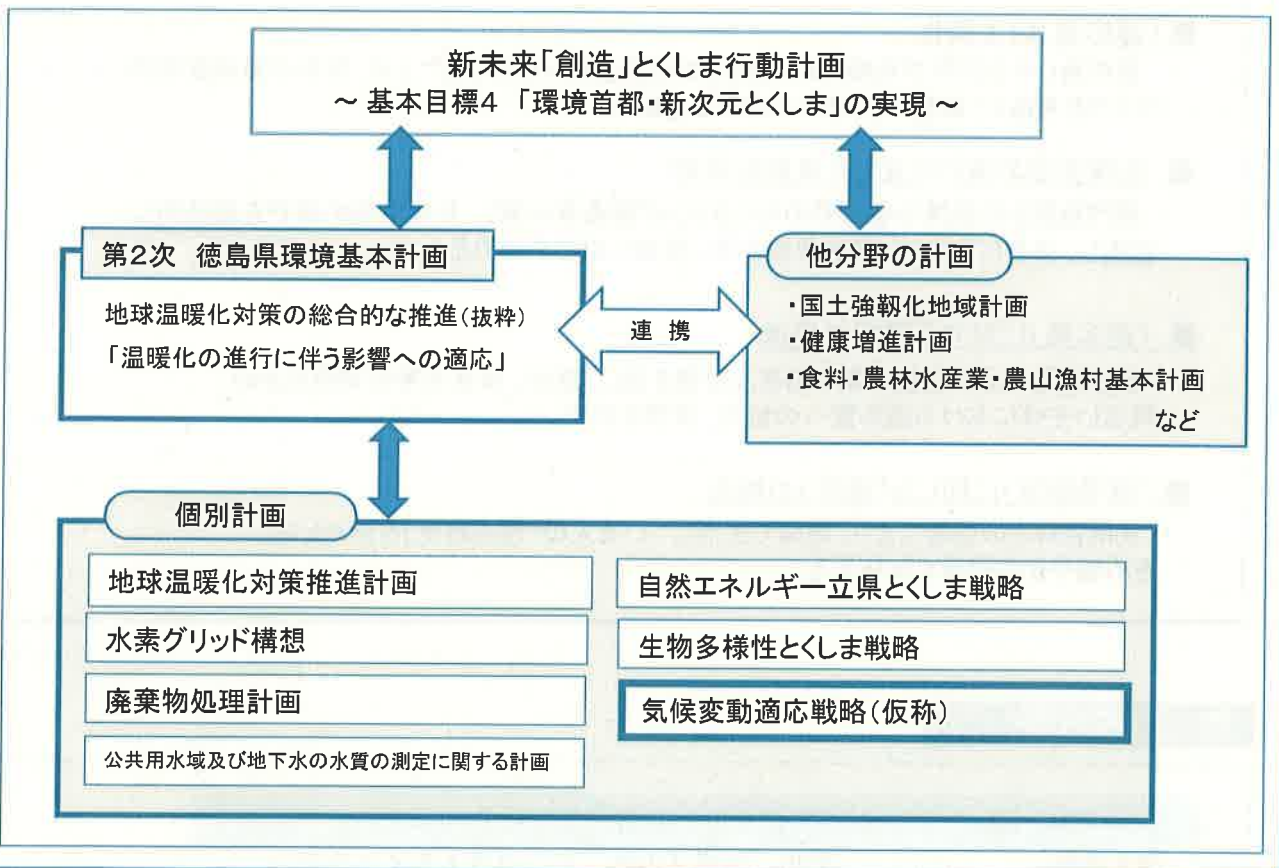 新未来「創造」とくしま行動計画
～ 基本目標4 「環境首都・新次元とくしま」の実現 ～
第2次 徳島県環境基本計画
地球温暖化対策の総合的な推進(抜粋)
「温暖化の進行に伴う影響への適応」
連 携
他分野の計画
・国土強靱化地域計画
・健康増進計画
・食料・農林水産業・農山漁村基本計画
など
個別計画
地球温暖化対策推進計画
水素グリッド構想
廃棄物処理計画
公共用水域及び地下水の水質の測定に関する計画
自然エネルギー立県とくしま戦略
生物多様性とくしま戦略
気候変動適応戦略(仮称)